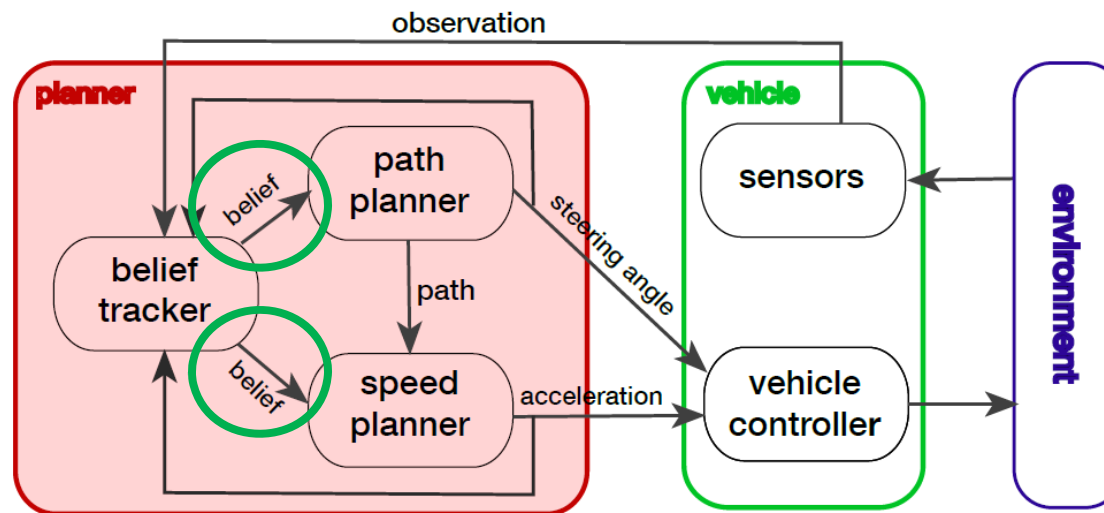 observation
planner
vehicle
environment
path
planner
sensors
belief
steering angle
belief
tracker
path
belief
speed
planner
acceleration
vehicle
controller